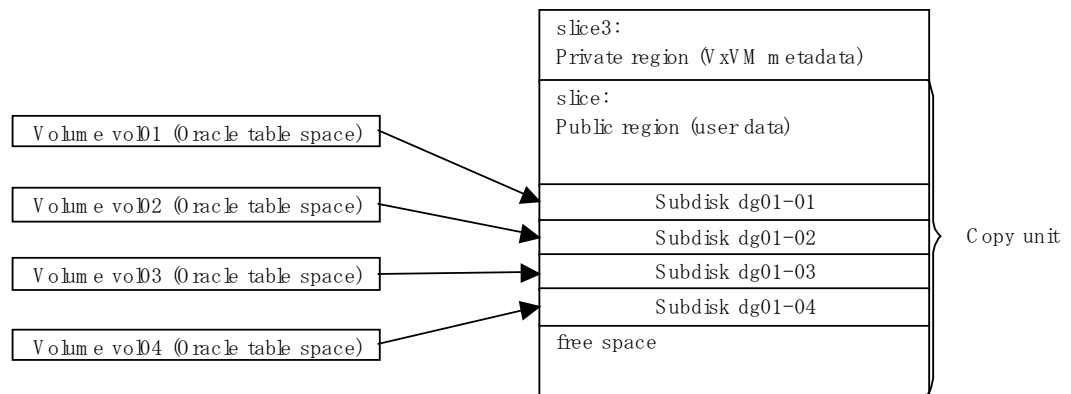 slice3:
Private region (VxVM metadata)
slice:
Public region (user data)
Volume vol01 (Oracle table space)
Subdisk dg01-01
Volume vol02 (Oracle table space)
Subdisk dg01-02
Copy unit
Volume vol03 (Oracle table space)
Subdisk dg01-03
Subdisk dg01-04
Volume vol04 (Oracle table space)
free space